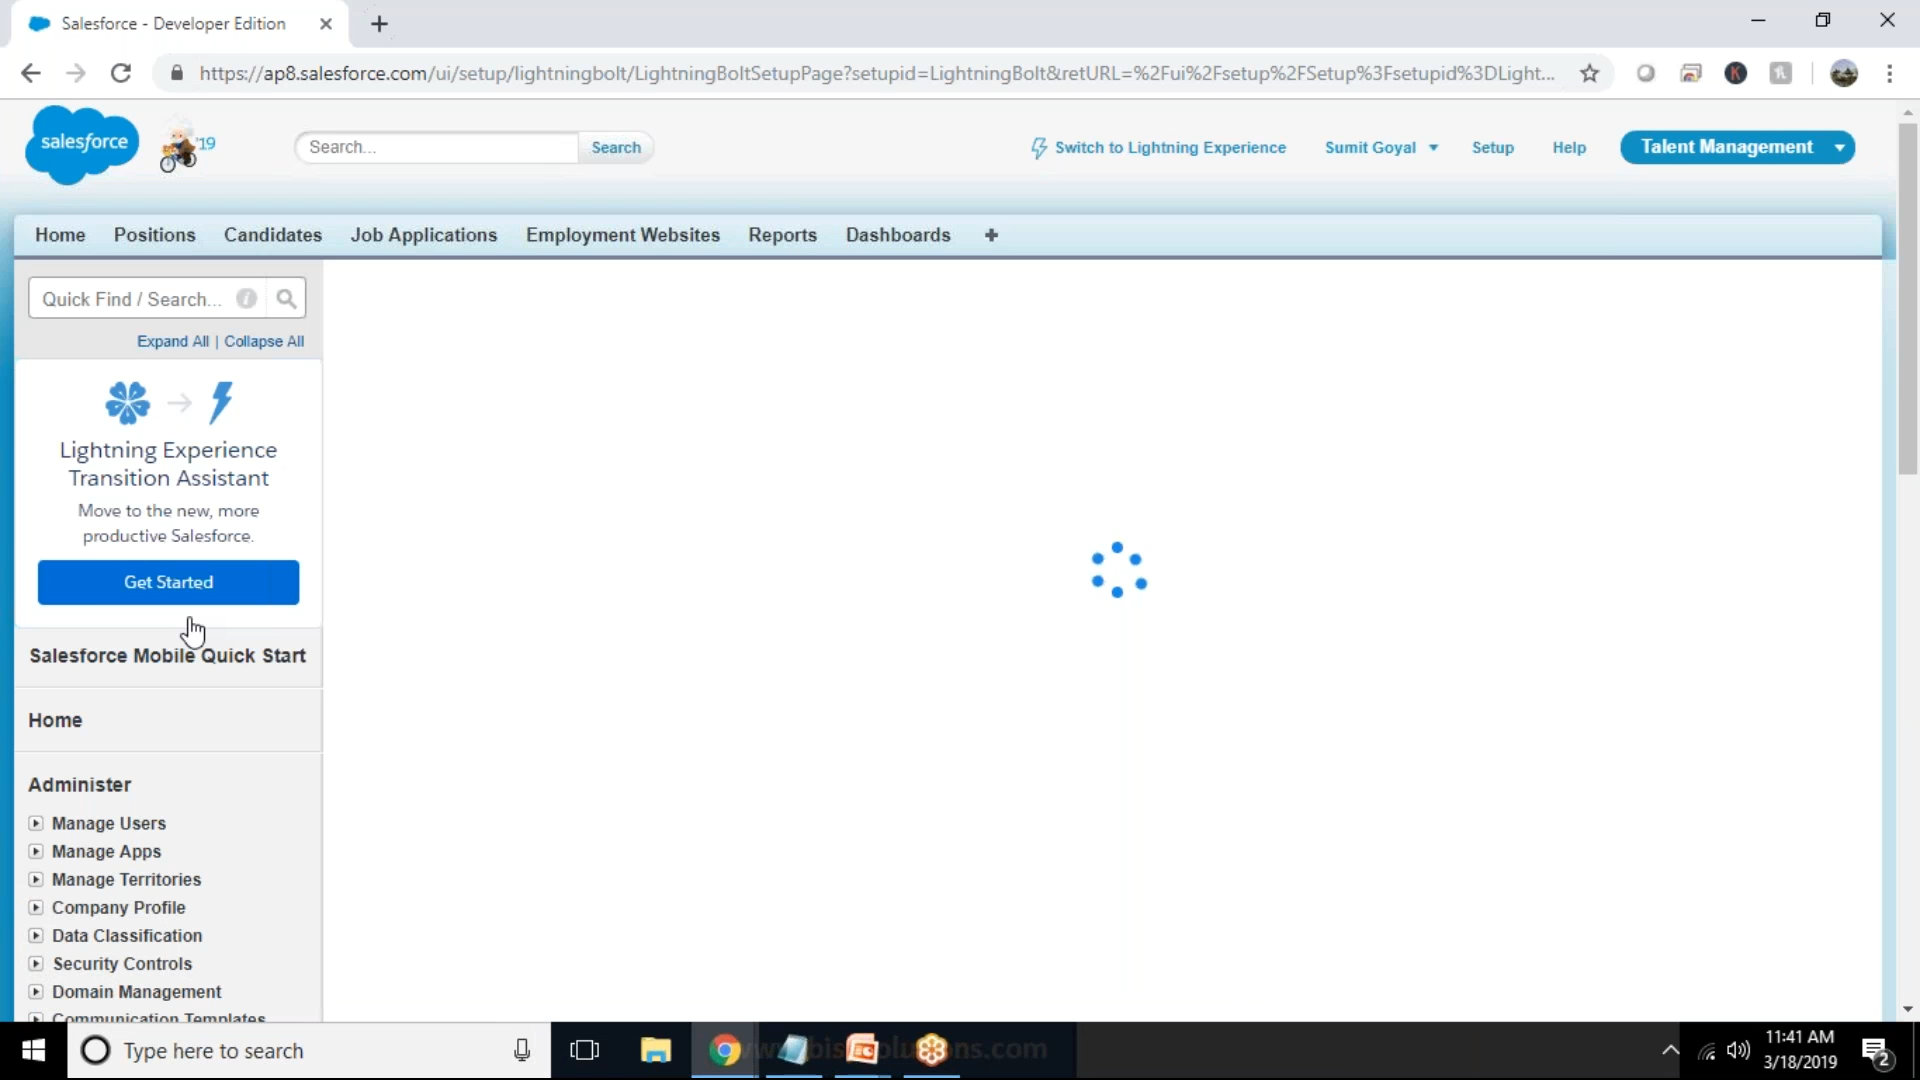 Salesforce - Developer Edition
https://ap8.salesforce.com/ui/setup/lightningbolt/LightningBoltSetupPage?setupid=LightningBolt&retURL=%2Fui%2Fsetup%2FSetup%3Fsetupid%3DLight...
salesforce
'19
Search...
Search
Switch to Lightning Experience
Sumit Goyal
Setup
Help
Talent Management
Home
Positions
Candidates
Job Applications
Employment Websites
Reports
Dashboards
Quick Find / Search...
Expand All | Collapse All
Lightning Experience
Transition Assistant
Move to the new, more
productive Salesforce.
Get Started
Salesforce Mobile Quick Start
Home
Administer
Manage Users
Manage Apps
Manage Territories
Company Profile
Data Classification
Security Controls
Domain Management
Communication Templates
Type here to search
11:41 AM
3/18/2019
2